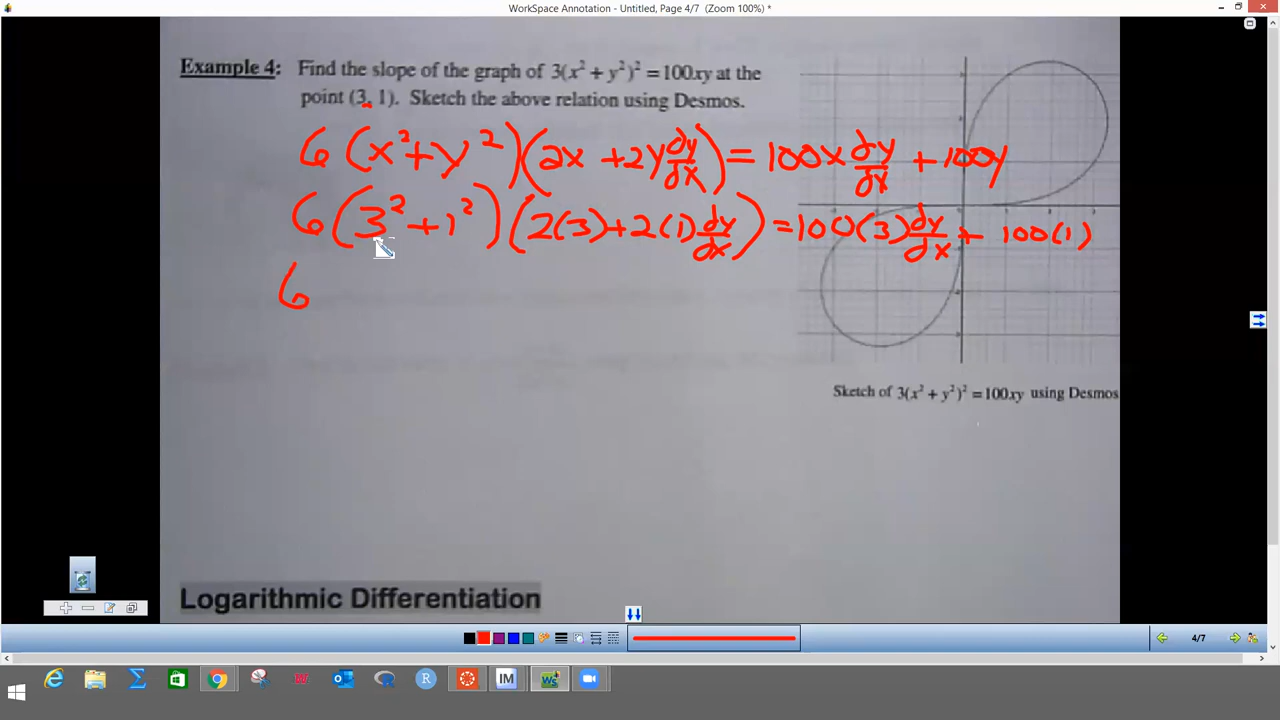 WorkSpace Annotation - Untitled, Page 4/7 (Zoom 100%) *
Example 4: Find the slope of the graph of 3(x² + y²)² = 100xy at the
point (3, 1). Sketch the above relation using Desmos.
6(x²+y²)(2x+2y dy/dx) = 100x dy/dx + 100y
6(3²+1²)(2(3)+2(1)dy/dx) = 100(3)dy/dx + 100(1)
6
Sketch of 3(x² + y²)² = 100xy using Desmos
Logarithmic Differentiation
4/7
IM